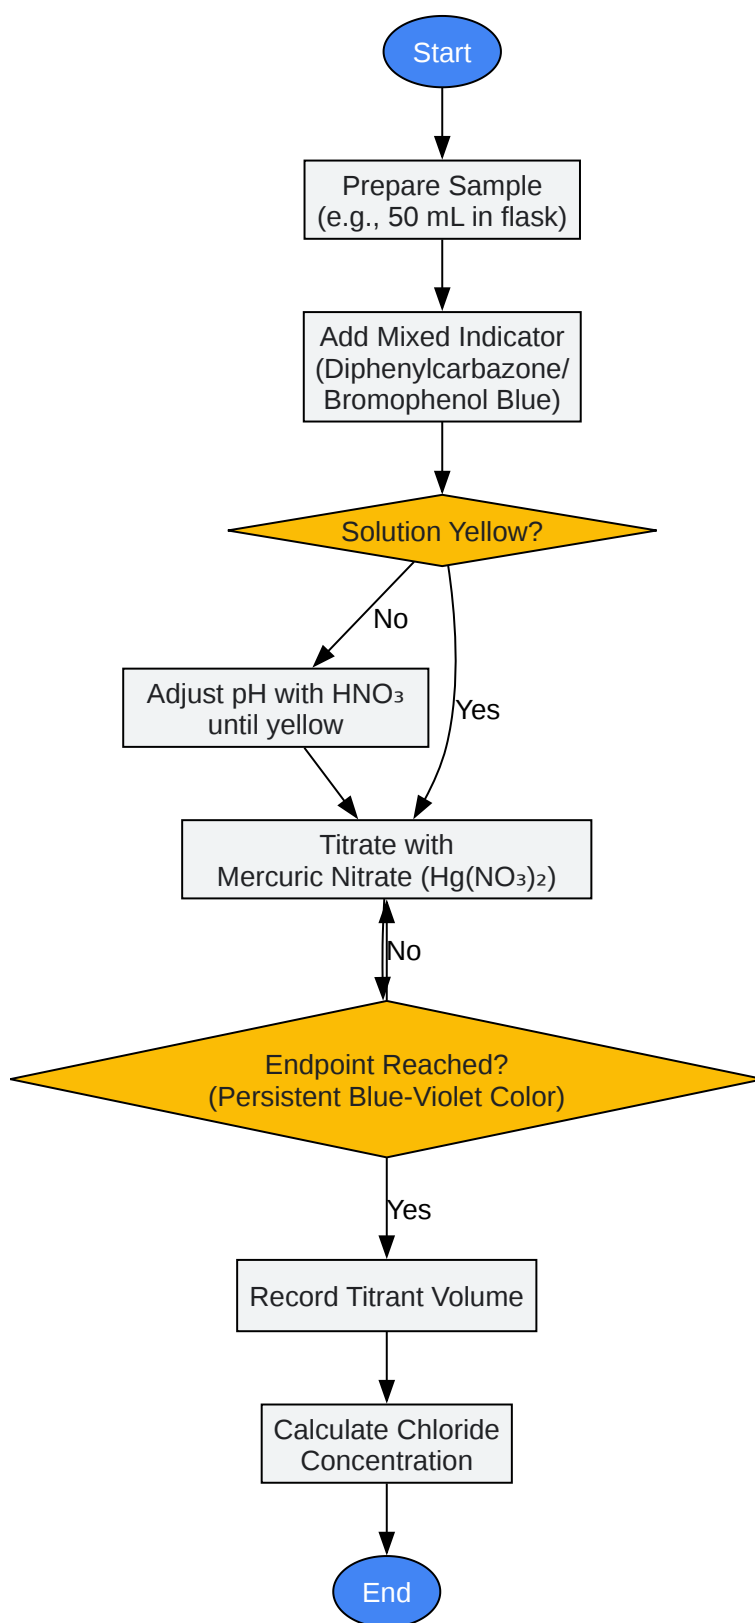 Start
Prepare Sample
(e.g., 50 mL in flask)
Add Mixed Indicator
(Diphenylcarbazone/
Bromophenol Blue)
Solution Yellow?
No
Adjust pH with HNO₃
until yellow
Yes
Titrate with
Mercuric Nitrate (Hg(NO₃)₂)
No
Endpoint Reached?
(Persistent Blue-Violet Color)
Yes
Record Titrant Volume
Calculate Chloride
Concentration
End